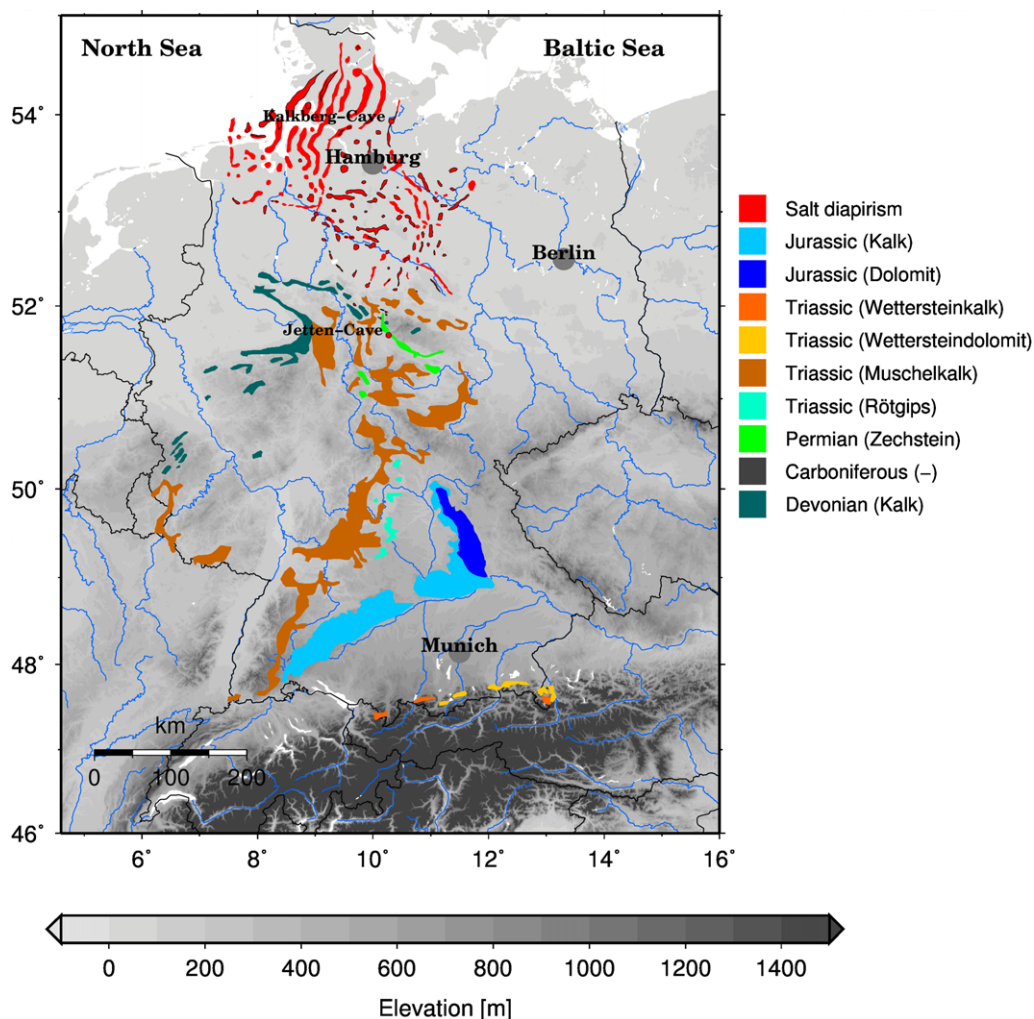 North Sea
Baltic Sea
54°
Kalkberg-Cave
Hamburg
Berlin
52°
Jetten-Cave
50°
48°
Munich
km
0 100 200
46°
6° 8° 10° 12° 14° 16°
Salt diapirism
Jurassic (Kalk)
Jurassic (Dolomit)
Triassic (Wettersteinkalk)
Triassic (Wettersteindolomit)
Triassic (Muschelkalk)
Triassic (Rötgips)
Permian (Zechstein)
Carboniferous (-)
Devonian (Kalk)
0 200 400 600 800 1000 1200 1400
Elevation [m]